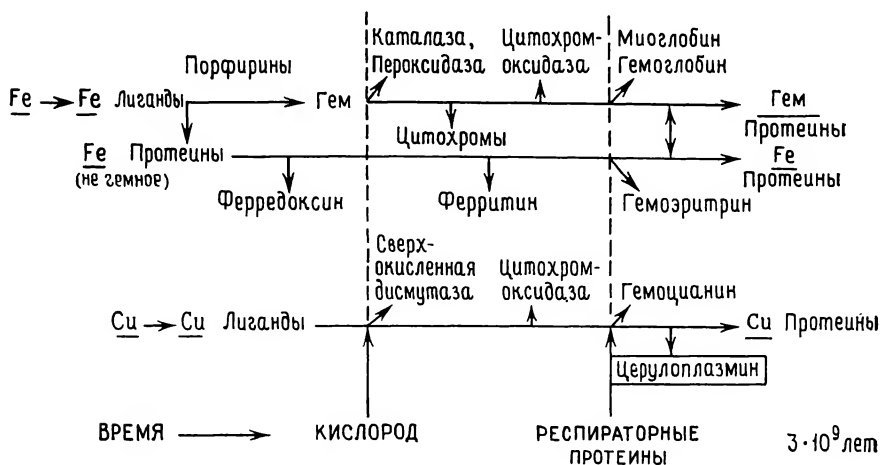 Каталаза,
Пероксидаза
Цитохром-
оксидаза
Миоглобин
Гемоглобин
Порфирины
Fe Fe Лиганды
Гем
Гем
Протеины
Цитохромы
Fe Протеины
(не гемное)
Fe
Протеины
Ферредоксин
Ферритин
Гемоэритрин
Сверх-
окисленная
дисмутаза
Цитохром-
оксидаза
Гемоцианин
Cu Cu Лиганды
Cu Протеины
Церулоплазмин
ВРЕМЯ
КИСЛОРОД
РЕСПИРАТОРНЫЕ
ПРОТЕИНЫ
3·10⁹ лет